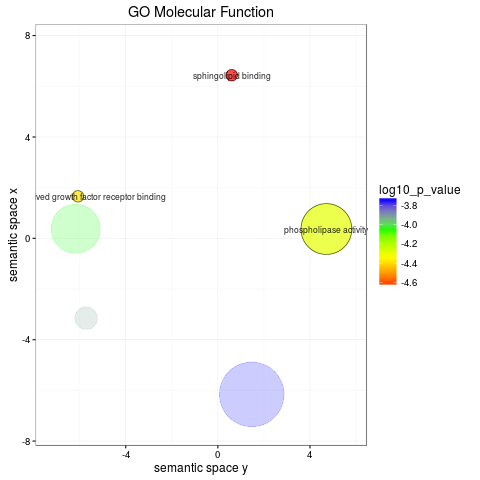 GO Molecular Function
8
4
0
-4
-8
semantic space x
sphingolipid binding
ved growth factor receptor binding
phospholipase activity
-4
0
4
semantic space y
log10_p_value
-3.8
-4.0
-4.2
-4.4
-4.6